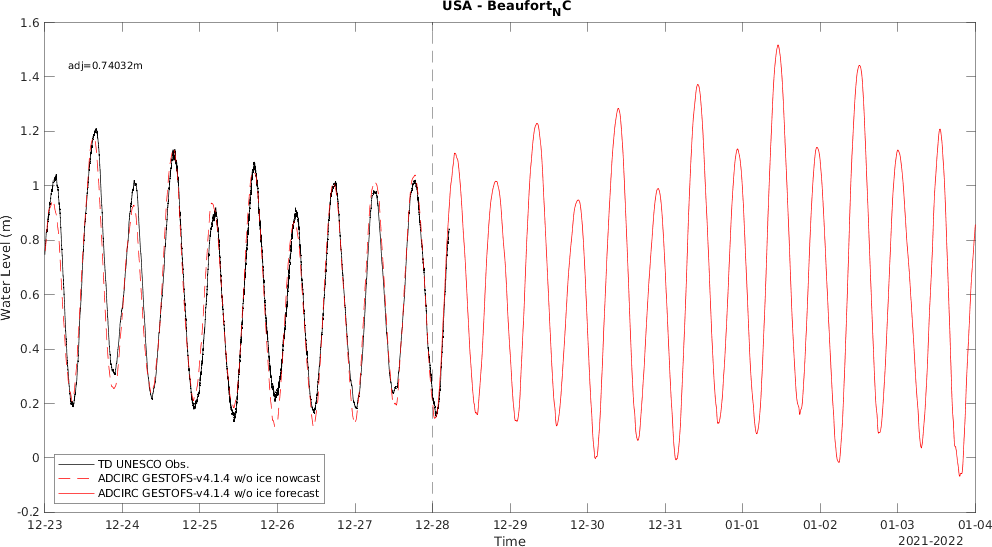 USA - Beaufort_NC
adj=0.74032m
Water Level (m)
1.6
1.4
1.2
1
0.8
0.6
0.4
0.2
0
-0.2
TD UNESCO Obs.
ADCIRC GESTOFS-v4.1.4 w/o ice nowcast
ADCIRC GESTOFS-v4.1.4 w/o ice forecast
12-23 12-24 12-25 12-26 12-27 12-28 12-29 12-30 12-31 01-01 01-02 01-03 01-04
Time
2021-2022